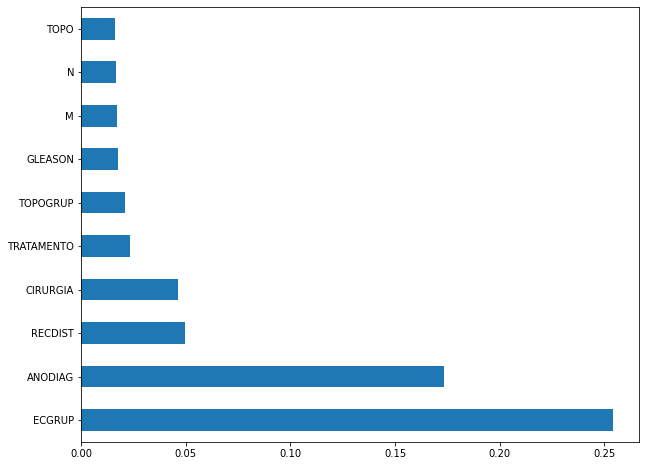 TOPO
N
M
GLEASON
TOPOGRUP
TRATAMENTO
CIRURGIA
RECDIST
ANODIAG
ECGRUP
0.00 0.05 0.10 0.15 0.20 0.25